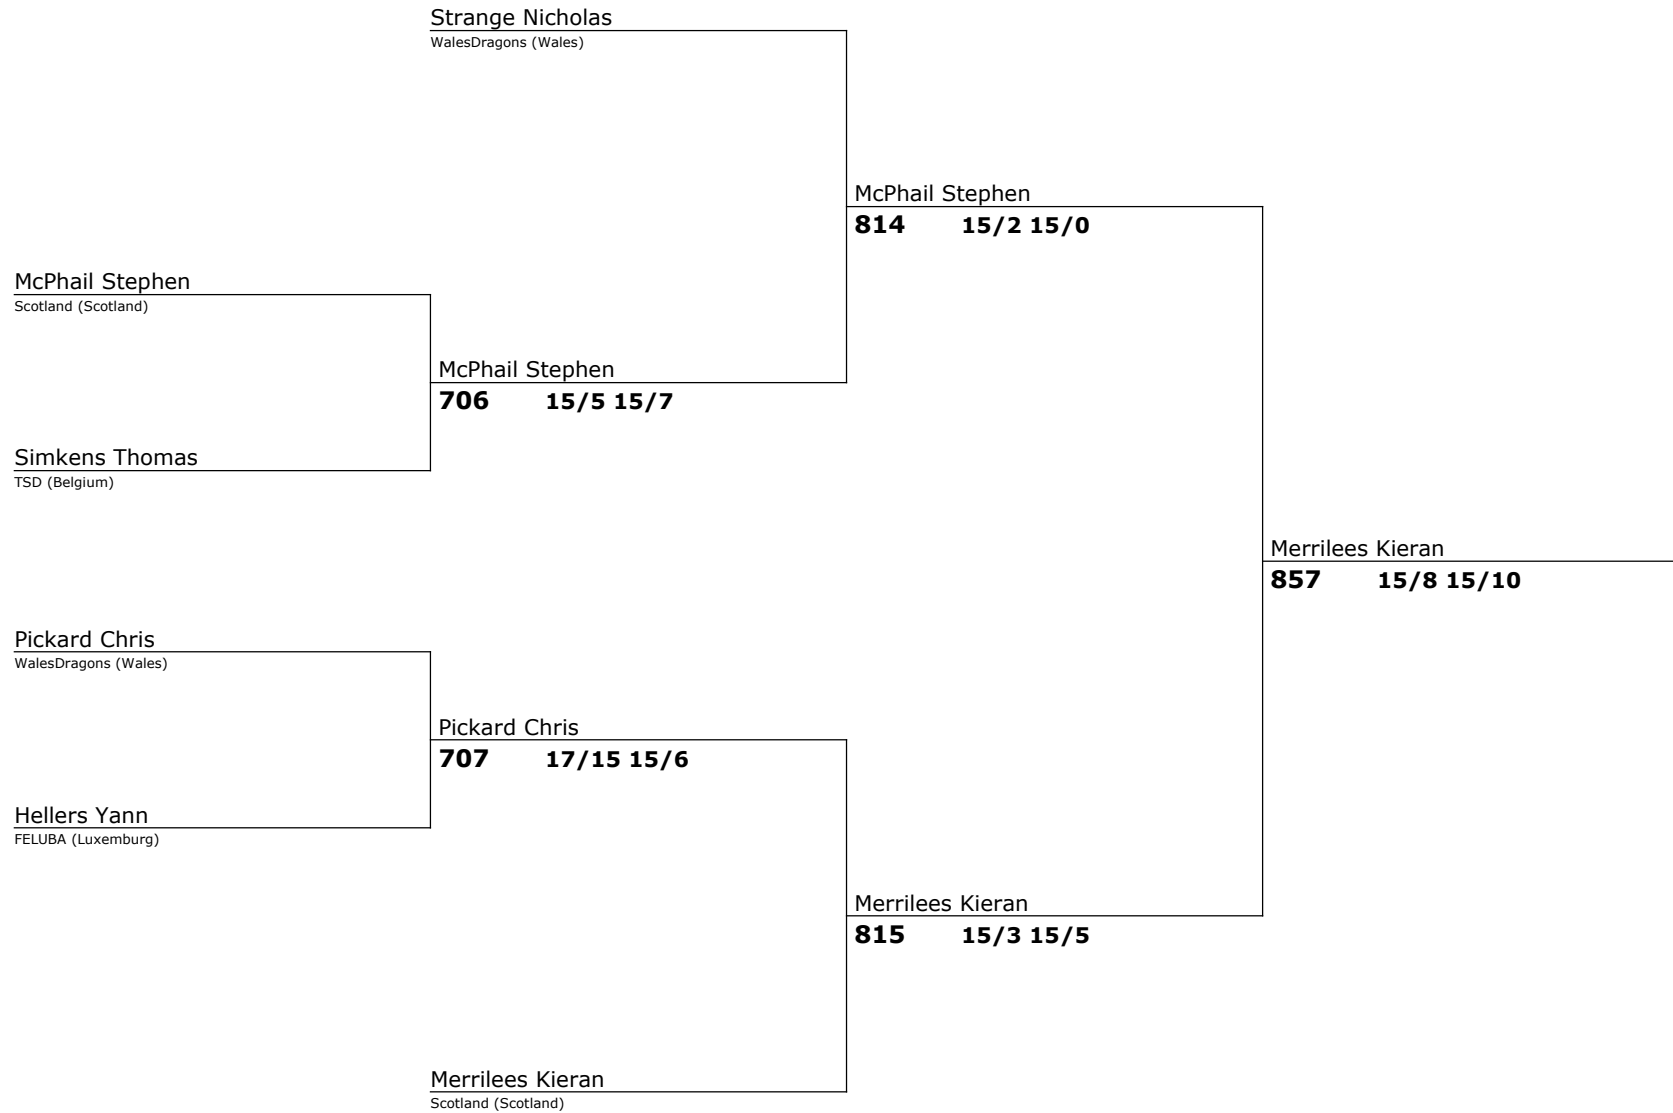 Strange Nicholas
WalesDragons (Wales)
McPhail Stephen
814 15/2 15/0
McPhail Stephen
Scotland (Scotland)
McPhail Stephen
706 15/5 15/7
Simkens Thomas
TSD (Belgium)
Merrilees Kieran
857 15/8 15/10
Pickard Chris
WalesDragons (Wales)
Pickard Chris
707 17/15 15/6
Hellers Yann
FELUBA (Luxemburg)
Merrilees Kieran
815 15/3 15/5
Merrilees Kieran
Scotland (Scotland)